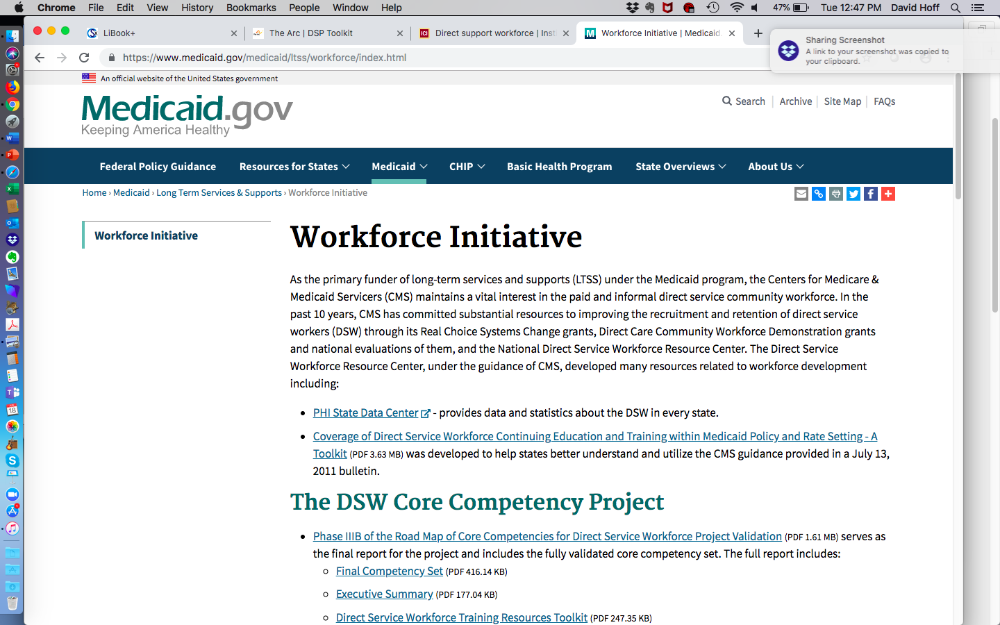 Chrome File Edit View History Bookmarks People Window Help 47% Tue 12:47 PM David Hoff
LiBook+ The Arc | DSP Toolkit Direct support workforce | Inst Workforce Initiative | Medicaid.
https://www.medicaid.gov/medicaid/ltss/workforce/index.html
Sharing Screenshot
A link to your screenshot was copied to
your clipboard.
An official website of the United States government
Medicaid.gov
Keeping America Healthy
Search Archive Site Map FAQs
Federal Policy Guidance Resources for States Medicaid CHIP Basic Health Program State Overviews About Us
Home › Medicaid › Long Term Services & Supports › Workforce Initiative
Workforce Initiative
Workforce Initiative
As the primary funder of long-term services and supports (LTSS) under the Medicaid program, the Centers for Medicare &
Medicaid Servicers (CMS) maintains a vital interest in the paid and informal direct service community workforce. In the
past 10 years, CMS has committed substantial resources to improving the recruitment and retention of direct service
workers (DSW) through its Real Choice Systems Change grants, Direct Care Community Workforce Demonstration grants
and national evaluations of them, and the National Direct Service Workforce Resource Center. The Direct Service
Workforce Resource Center, under the guidance of CMS, developed many resources related to workforce development
including:
• PHI State Data Center - provides data and statistics about the DSW in every state.
• Coverage of Direct Service Workforce Continuing Education and Training within Medicaid Policy and Rate Setting - A
Toolkit (PDF 3.63 MB) was developed to help states better understand and utilize the CMS guidance provided in a July 13,
2011 bulletin.
The DSW Core Competency Project
• Phase IIIB of the Road Map of Core Competencies for Direct Service Workforce Project Validation (PDF 1.61 MB) serves as
the final report for the project and includes the fully validated core competency set. The full report includes:
Final Competency Set (PDF 416.14 KB)
Executive Summary (PDF 177.04 KB)
Direct Service Workforce Training Resources Toolkit (PDF 247.35 KB)